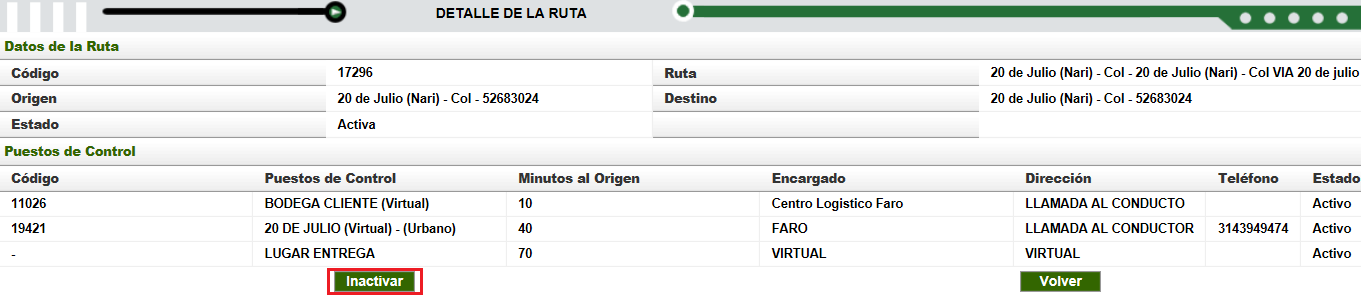 DETALLE DE LA RUTA
Datos de la Ruta
Código 17296 Ruta 20 de Julio (Nari) - Col - 20 de Julio (Nari) - Col VIA 20 de julio
Origen 20 de Julio (Nari) - Col - 52683024 Destino 20 de Julio (Nari) - Col - 52683024
Estado Activa
Puestos de Control
Código Puestos de Control Minutos al Origen Encargado Dirección Teléfono Estado
11026 BODEGA CLIENTE (Virtual) 10 Centro Logistico Faro LLAMADA AL CONDUCTO Activo
19421 20 DE JULIO (Virtual) - (Urbano) 40 FARO LLAMADA AL CONDUCTOR 3143949474 Activo
- LUGAR ENTREGA 70 VIRTUAL VIRTUAL Activo
Inactivar Volver